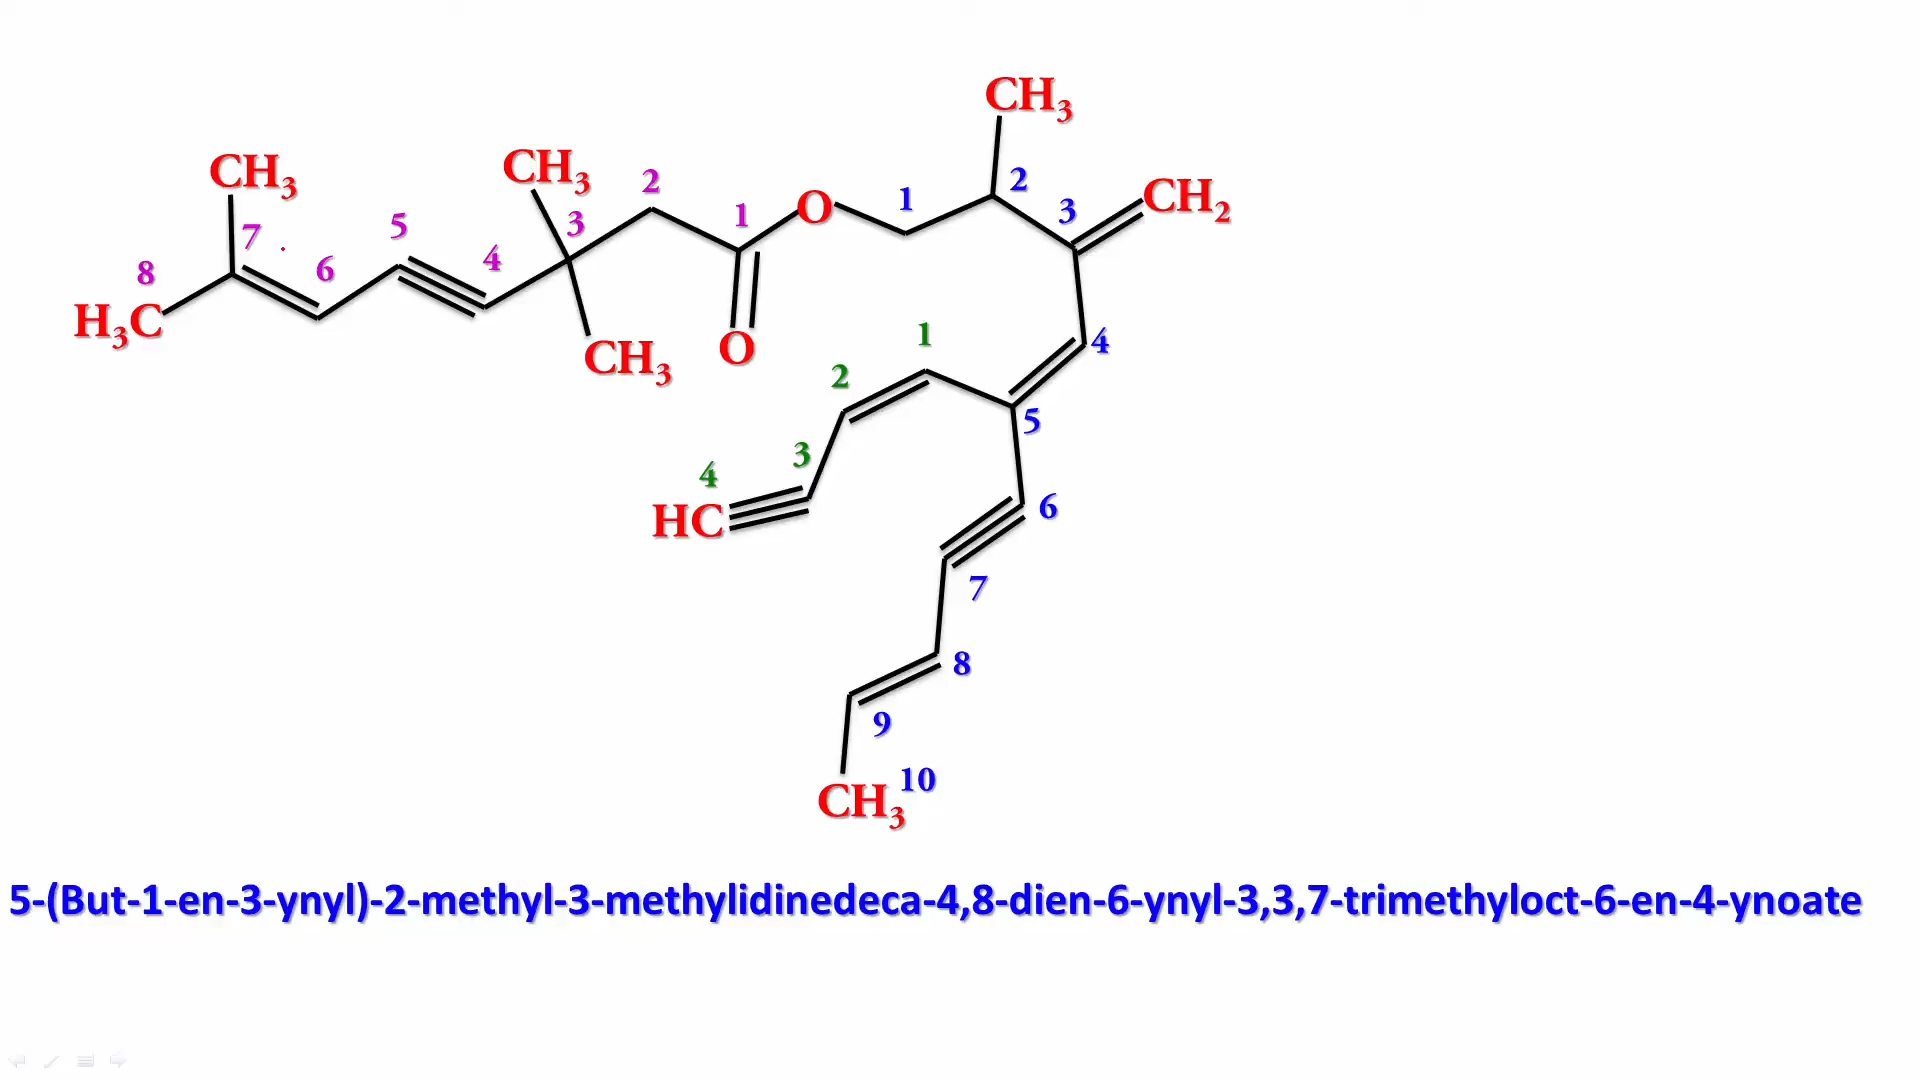 CH3
CH3
CH3
CH2
2
2
1
O
1
3
3
7
5
4
6
8
H3C
CH3
O
1
4
2
5
3
4
HC
6
7
8
9
10
CH3
5-(But-1-en-3-ynyl)-2-methyl-3-methylidinedeca-4,8-dien-6-ynyl-3,3,7-trimethyloct-6-en-4-ynoate